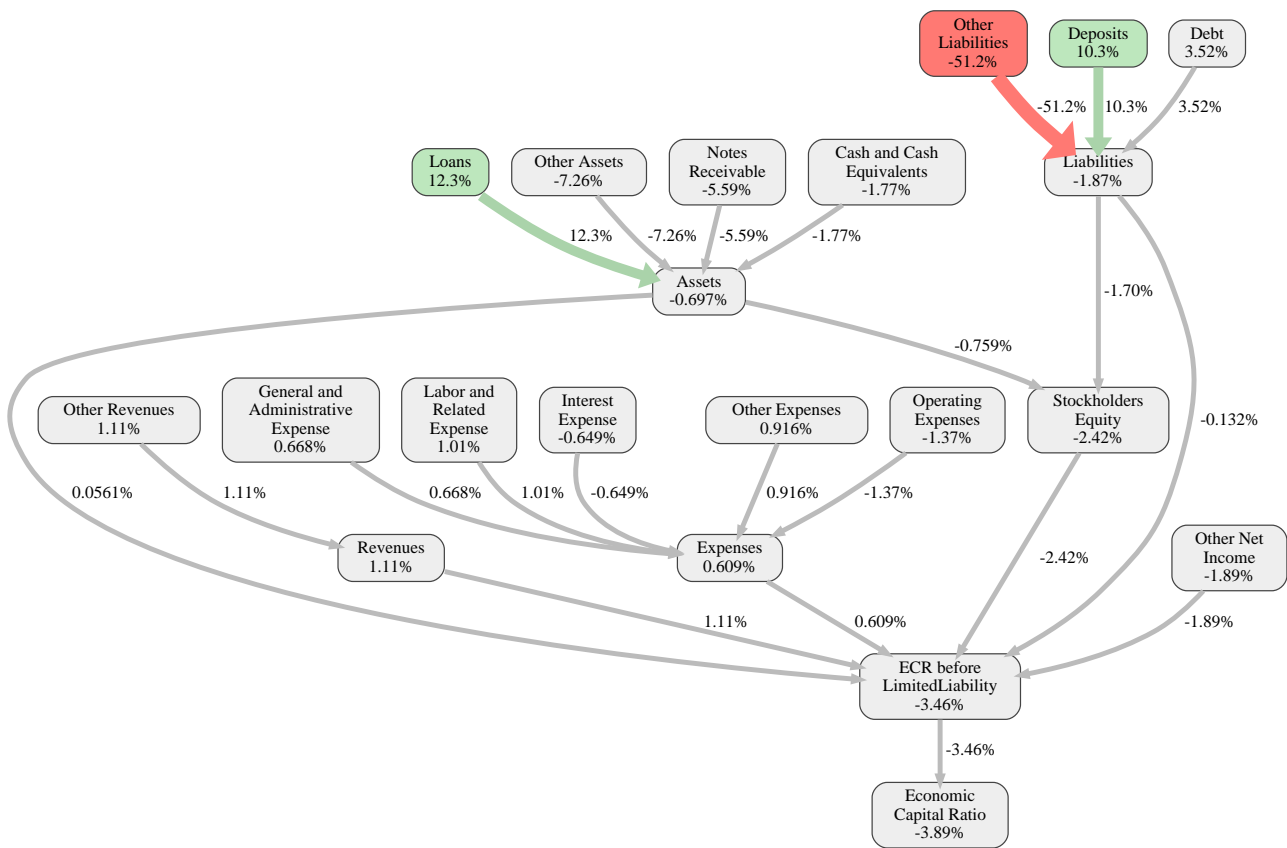 Other
Liabilities
-51.2%
Deposits
10.3%
Debt
3.52%
-51.2%
10.3%
3.52%
Loans
12.3%
Other Assets
-7.26%
Notes
Receivable
-5.59%
Cash and Cash
Equivalents
-1.77%
Liabilities
-1.87%
12.3%
-7.26%
-5.59%
-1.77%
Assets
-0.697%
-1.70%
-0.759%
-0.132%
Other Revenues
1.11%
General and
Administrative
Expense
0.668%
Labor and
Related
Expense
1.01%
Interest
Expense
-0.649%
Other Expenses
0.916%
Operating
Expenses
-1.37%
Stockholders
Equity
-2.42%
0.0561%
1.11%
0.668%
1.01%
-0.649%
0.916%
-1.37%
Revenues
1.11%
Expenses
0.609%
-2.42%
Other Net
Income
-1.89%
1.11%
0.609%
-1.89%
ECR before
LimitedLiability
-3.46%
-3.46%
Economic
Capital Ratio
-3.89%